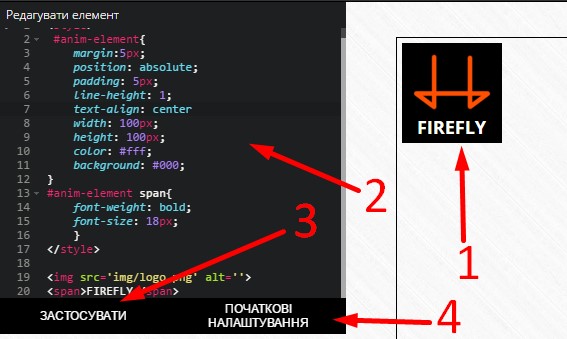 Редагувати елемент
2 #anim-element{
3 margin:5px;
4 position: absolute;
5 padding: 5px;
6 line-height: 1;
7 text-align: center
8 width: 100px;
9 height: 100px;
10 color: #fff;
11 background: #000;
12 }
13 #anim-element span{
14 font-weight: bold;
15 font-size: 18px;
16 }
17 </style>
18
19 <img src='img/logo.png' alt=''>
20 <span>FIREFLY</span>
ЗАСТОСУВАТИ
ПОЧАТКОВІ
НАЛАШТУВАННЯ
FIREFLY
1
2
3
4